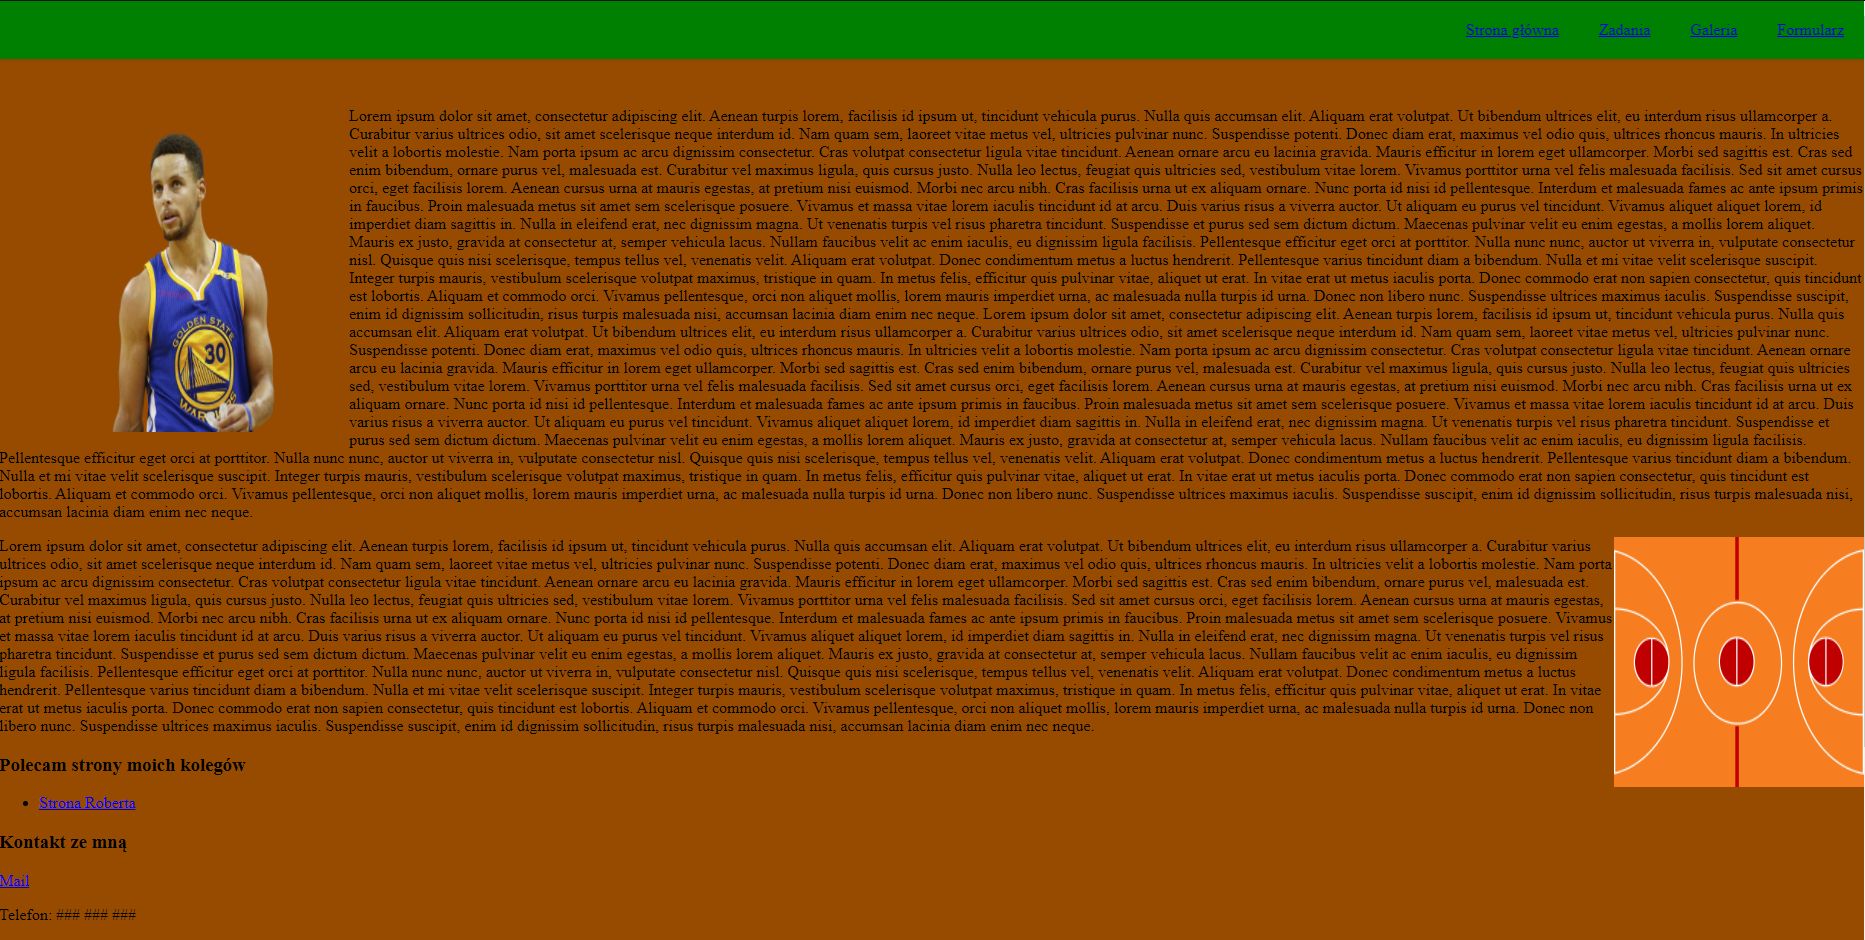 Strona główna Zadania Galeria Formularz
Lorem ipsum dolor sit amet, consectetur adipiscing elit. Aenean turpis lorem, facilisis id ipsum ut, tincidunt vehicula purus. Nulla quis accumsan elit. Aliquam erat volutpat. Ut bibendum ultrices elit, eu interdum risus ullamcorper a.
Curabitur varius ultrices odio, sit amet scelerisque neque interdum id. Nam quam sem, laoreet vitae metus vel, ultricies pulvinar nunc. Suspendisse potenti. Donec diam erat, maximus vel odio quis, ultrices rhoncus mauris. In ultricies
velit a lobortis molestie. Nam porta ipsum ac arcu dignissim consectetur. Cras volutpat consectetur ligula vitae tincidunt. Aenean ornare arcu eu lacinia gravida. Mauris efficitur in lorem eget ullamcorper. Morbi sed sagittis est. Cras sed
enim bibendum, ornare purus vel, malesuada est. Curabitur vel maximus ligula, quis cursus justo. Nulla leo lectus, feugiat quis ultricies sed, vestibulum vitae lorem. Vivamus porttitor urna vel felis malesuada facilisis. Sed sit amet cursus
orci, eget facilisis lorem. Aenean cursus urna at mauris egestas, at pretium nisi euismod. Morbi nec arcu nibh. Cras facilisis urna ut ex aliquam ornare. Nunc porta id nisi id pellentesque. Interdum et malesuada fames ac ante ipsum primis
in faucibus. Proin malesuada metus sit amet sem scelerisque posuere. Vivamus et massa vitae lorem iaculis tincidunt id at arcu. Duis varius risus a viverra auctor. Ut aliquam eu purus vel tincidunt. Vivamus aliquet aliquet lorem, id
imperdiet diam sagittis in. Nulla in eleifend erat, nec dignissim magna. Ut venenatis turpis vel risus pharetra tincidunt. Suspendisse et purus sed sem dictum dictum. Maecenas pulvinar velit eu enim egestas, a mollis lorem aliquet.
Mauris ex justo, gravida at consectetur at, semper vehicula lacus. Nullam faucibus velit ac enim iaculis, eu dignissim ligula facilisis. Pellentesque efficitur eget orci at porttitor. Nulla nunc nunc, auctor ut viverra in, vulputate consectetur
nisl. Quisque quis nisi scelerisque, tempus tellus vel, venenatis velit. Aliquam erat volutpat. Donec condimentum metus a luctus hendrerit. Pellentesque varius tincidunt diam a bibendum. Nulla et mi vitae velit scelerisque suscipit.
Integer turpis mauris, vestibulum scelerisque volutpat maximus, tristique in quam. In metus felis, efficitur quis pulvinar vitae, aliquet ut erat. In vitae erat ut metus iaculis porta. Donec commodo erat non sapien consectetur, quis tincidunt
est lobortis. Aliquam et commodo orci. Vivamus pellentesque, orci non aliquet mollis, lorem mauris imperdiet urna, ac malesuada nulla turpis id urna. Donec non libero nunc. Suspendisse ultrices maximus iaculis. Suspendisse suscipit,
enim id dignissim sollicitudin, risus turpis malesuada nisi, accumsan lacinia diam enim nec neque. Lorem ipsum dolor sit amet, consectetur adipiscing elit. Aenean turpis lorem, facilisis id ipsum ut, tincidunt vehicula purus. Nulla quis
accumsan elit. Aliquam erat volutpat. Ut bibendum ultrices elit, eu interdum risus ullamcorper a. Curabitur varius ultrices odio, sit amet scelerisque neque interdum id. Nam quam sem, laoreet vitae metus vel, ultricies pulvinar nunc.
Suspendisse potenti. Donec diam erat, maximus vel odio quis, ultrices rhoncus mauris. In ultricies velit a lobortis molestie. Nam porta ipsum ac arcu dignissim consectetur. Cras volutpat consectetur ligula vitae tincidunt. Aenean ornare
arcu eu lacinia gravida. Mauris efficitur in lorem eget ullamcorper. Morbi sed sagittis est. Cras sed enim bibendum, ornare purus vel, malesuada est. Curabitur vel maximus ligula, quis cursus justo. Nulla leo lectus, feugiat quis ultricies
sed, vestibulum vitae lorem. Vivamus porttitor urna vel felis malesuada facilisis. Sed sit amet cursus orci, eget facilisis lorem. Aenean cursus urna at mauris egestas, at pretium nisi euismod. Morbi nec arcu nibh. Cras facilisis urna ut ex
aliquam ornare. Nunc porta id nisi id pellentesque. Interdum et malesuada fames ac ante ipsum primis in faucibus. Proin malesuada metus sit amet sem scelerisque posuere. Vivamus et massa vitae lorem iaculis tincidunt id at arcu. Duis
varius risus a viverra auctor. Ut aliquam eu purus vel tincidunt. Vivamus aliquet aliquet lorem, id imperdiet diam sagittis in. Nulla in eleifend erat, nec dignissim magna. Ut venenatis turpis vel risus pharetra tincidunt. Suspendisse et
purus sed sem dictum dictum. Maecenas pulvinar velit eu enim egestas, a mollis lorem aliquet. Mauris ex justo, gravida at consectetur at, semper vehicula lacus. Nullam faucibus velit ac enim iaculis, eu dignissim ligula facilisis.
GOLDEN STATE
30
WARRIORS
Pellentesque efficitur eget orci at porttitor. Nulla nunc nunc, auctor ut viverra in, vulputate consectetur nisl. Quisque quis nisi scelerisque, tempus tellus vel, venenatis velit. Aliquam erat volutpat. Donec condimentum metus a luctus hendrerit. Pellentesque varius tincidunt diam a bibendum.
Nulla et mi vitae velit scelerisque suscipit. Integer turpis mauris, vestibulum scelerisque volutpat maximus, tristique in quam. In metus felis, efficitur quis pulvinar vitae, aliquet ut erat. In vitae erat ut metus iaculis porta. Donec commodo erat non sapien consectetur, quis tincidunt est
lobortis. Aliquam et commodo orci. Vivamus pellentesque, orci non aliquet mollis, lorem mauris imperdiet urna, ac malesuada nulla turpis id urna. Donec non libero nunc. Suspendisse ultrices maximus iaculis. Suspendisse suscipit, enim id dignissim sollicitudin, risus turpis malesuada nisi,
accumsan lacinia diam enim nec neque.
Lorem ipsum dolor sit amet, consectetur adipiscing elit. Aenean turpis lorem, facilisis id ipsum ut, tincidunt vehicula purus. Nulla quis accumsan elit. Aliquam erat volutpat. Ut bibendum ultrices elit, eu interdum risus ullamcorper a. Curabitur varius
ultrices odio, sit amet scelerisque neque interdum id. Nam quam sem, laoreet vitae metus vel, ultricies pulvinar nunc. Suspendisse potenti. Donec diam erat, maximus vel odio quis, ultrices rhoncus mauris. In ultricies velit a lobortis molestie. Nam porta
ipsum ac arcu dignissim consectetur. Cras volutpat consectetur ligula vitae tincidunt. Aenean ornare arcu eu lacinia gravida. Mauris efficitur in lorem eget ullamcorper. Morbi sed sagittis est. Cras sed enim bibendum, ornare purus vel, malesuada est.
Curabitur vel maximus ligula, quis cursus justo. Nulla leo lectus, feugiat quis ultricies sed, vestibulum vitae lorem. Vivamus porttitor urna vel felis malesuada facilisis. Sed sit amet cursus orci, eget facilisis lorem. Aenean cursus urna at mauris egestas,
at pretium nisi euismod. Morbi nec arcu nibh. Cras facilisis urna ut ex aliquam ornare. Nunc porta id nisi id pellentesque. Interdum et malesuada fames ac ante ipsum primis in faucibus. Proin malesuada metus sit amet sem scelerisque posuere. Vivamus
et massa vitae lorem iaculis tincidunt id at arcu. Duis varius risus a viverra auctor. Ut aliquam eu purus vel tincidunt. Vivamus aliquet aliquet lorem, id imperdiet diam sagittis in. Nulla in eleifend erat, nec dignissim magna. Ut venenatis turpis vel risus
pharetra tincidunt. Suspendisse et purus sed sem dictum dictum. Maecenas pulvinar velit eu enim egestas, a mollis lorem aliquet. Mauris ex justo, gravida at consectetur at, semper vehicula lacus. Nullam faucibus velit ac enim iaculis, eu dignissim
ligula facilisis. Pellentesque efficitur eget orci at porttitor. Nulla nunc nunc, auctor ut viverra in, vulputate consectetur nisl. Quisque quis nisi scelerisque, tempus tellus vel, venenatis velit. Aliquam erat volutpat. Donec condimentum metus a luctus
hendrerit. Pellentesque varius tincidunt diam a bibendum. Nulla et mi vitae velit scelerisque suscipit. Integer turpis mauris, vestibulum scelerisque volutpat maximus, tristique in quam. In metus felis, efficitur quis pulvinar vitae, aliquet ut erat. In vitae
erat ut metus iaculis porta. Donec commodo erat non sapien consectetur, quis tincidunt est lobortis. Aliquam et commodo orci. Vivamus pellentesque, orci non aliquet mollis, lorem mauris imperdiet urna, ac malesuada nulla turpis id urna. Donec non
libero nunc. Suspendisse ultrices maximus iaculis. Suspendisse suscipit, enim id dignissim sollicitudin, risus turpis malesuada nisi, accumsan lacinia diam enim nec neque.
Polecam strony moich kolegów
• Strona Roberta
Kontakt ze mną
Mail
Telefon: ### ### ###